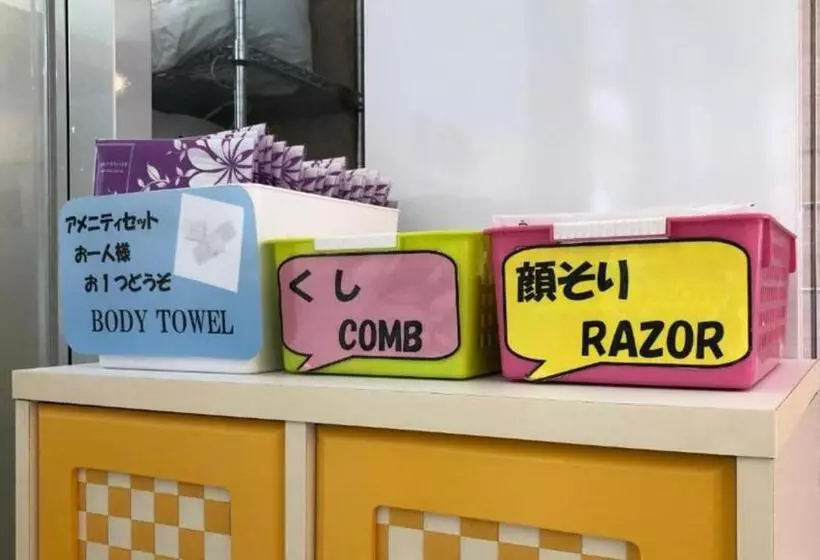 アメニティセット
お一人様
お1つどうぞ
BODY TOWEL
くし
COMB
顔そり
RAZOR